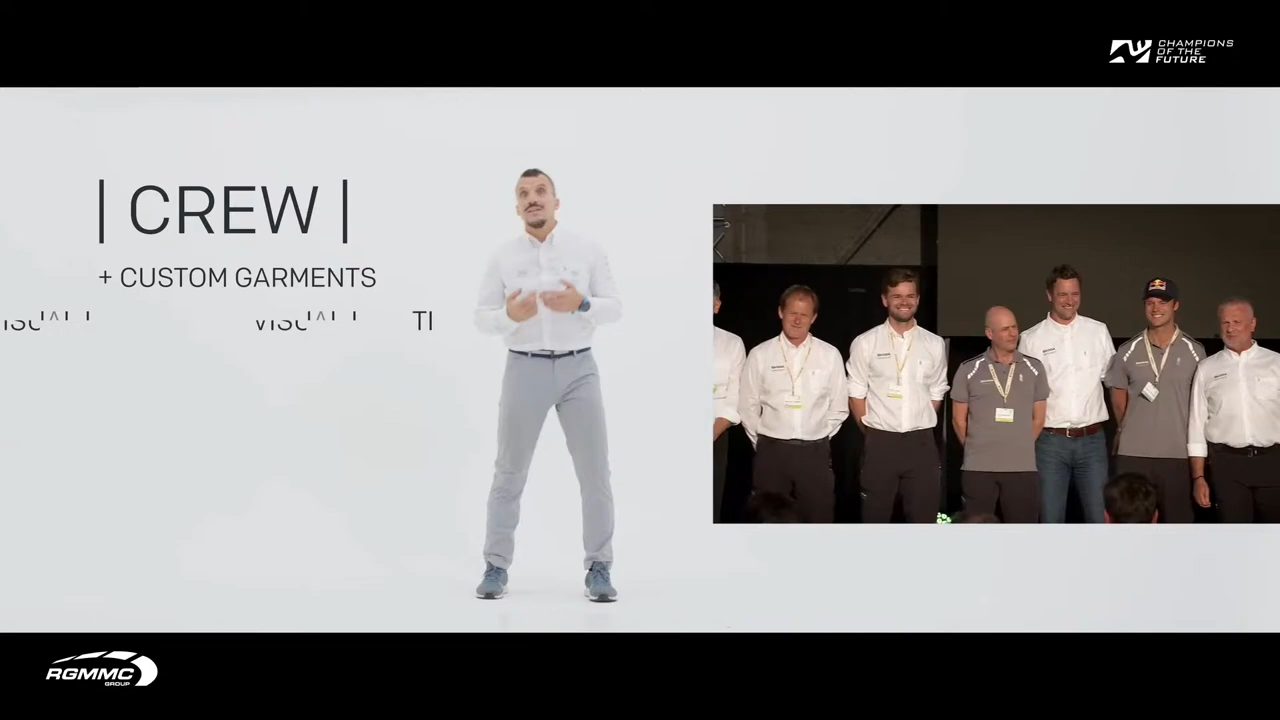 CHAMPIONS
OF THE
FUTURE
| CREW |
+ CUSTOM GARMENTS
RGMMC
GROUP